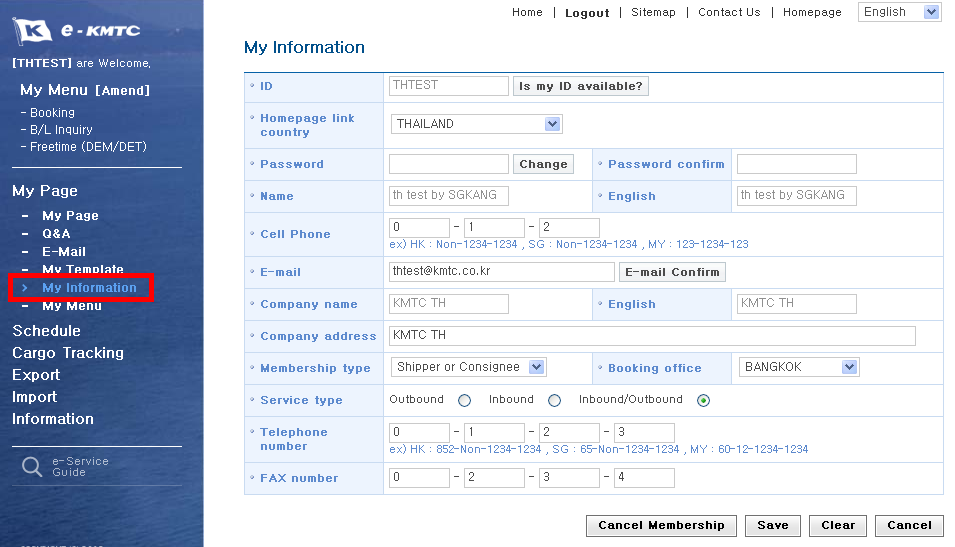 Home | Logout | Sitemap | Contact Us | Homepage English
e-KMTC
[THTEST] are Welcome,
My Menu [Amend]
- Booking
- B/L Inquiry
- Freetime (DEM/DET)
My Page
- My Page
- Q&A
- E-Mail
- My Template
> My Information
- My Menu
Schedule
Cargo Tracking
Export
Import
Information
e-Service
Guide
My Information
ID THTEST Is my ID available?
Homepage link
country THAILAND
Password Change Password confirm
Name th test by SGKANG English th test by SGKANG
Cell Phone 0 - 1 - 2
ex) HK : Non-1234-1234 , SG : Non-1234-1234 , MY : 123-1234-123
E-mail thtest@kmtc.co.kr E-mail Confirm
Company name KMTC TH English KMTC TH
Company address KMTC TH
Membership type Shipper or Consignee Booking office BANGKOK
Service type Outbound Inbound Inbound/Outbound
Telephone
number 0 - 1 - 2 - 3
ex) HK : 852-Non-1234-1234 , SG : 65-Non-1234-1234 , MY : 60-12-1234-1234
FAX number 0 - 2 - 3 - 4
Cancel Membership Save Clear Cancel